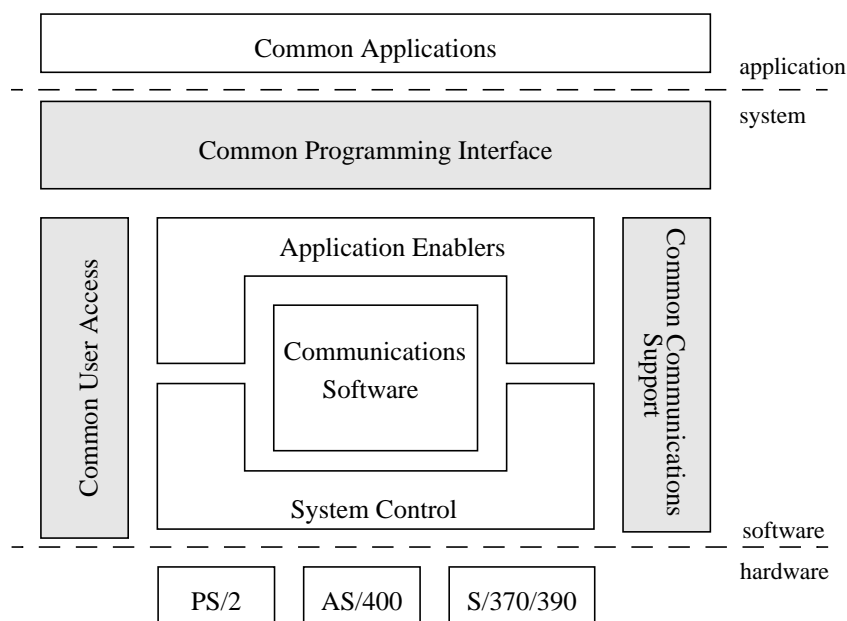 Common Applications
application
system
Common Programming Interface
Common User Access
Application Enablers
Communications
Software
System Control
Common Communications
Support
software
hardware
PS/2
AS/400
S/370/390